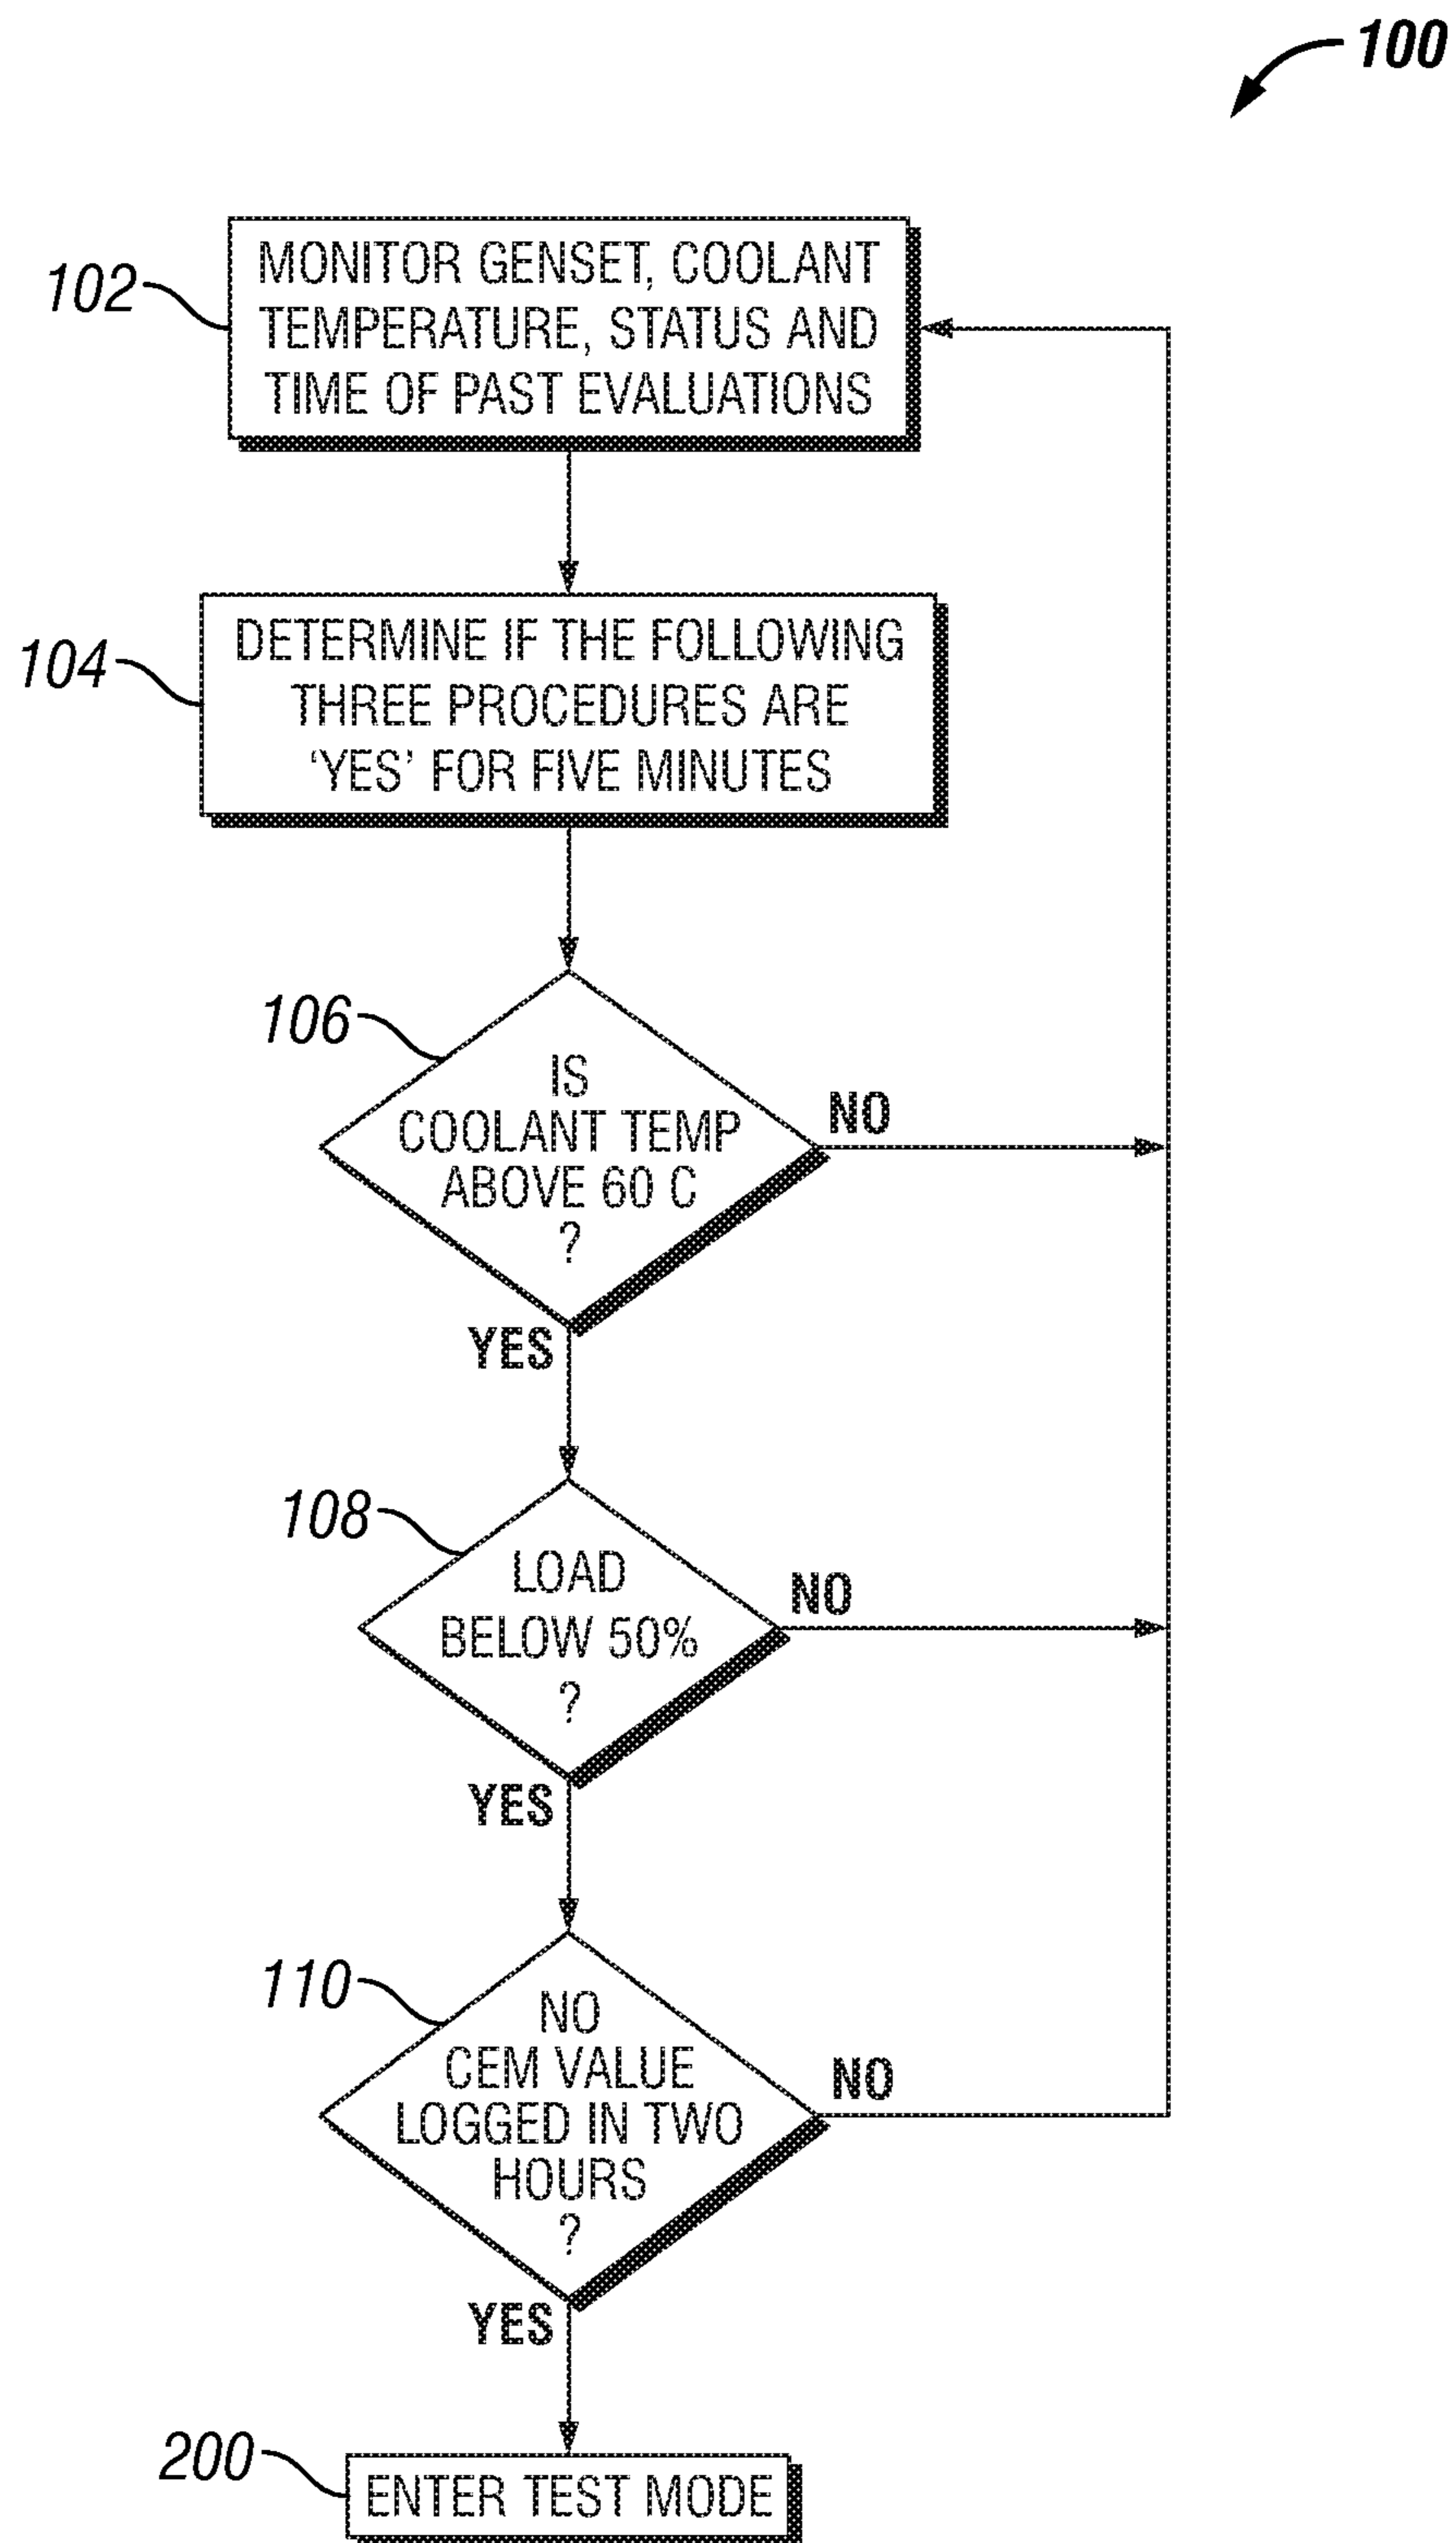 100
102
MONITOR GENSET, COOLANT
TEMPERATURE, STATUS AND
TIME OF PAST EVALUATIONS
104
DETERMINE IF THE FOLLOWING
THREE PROCEDURES ARE
‘YES’ FOR FIVE MINUTES
106
IS
COOLANT TEMP
ABOVE 60 C
?
NO
YES
108
LOAD
BELOW 50%
?
NO
YES
110
NO
CEM VALUE
LOGGED IN TWO
HOURS
?
NO
YES
200
ENTER TEST MODE